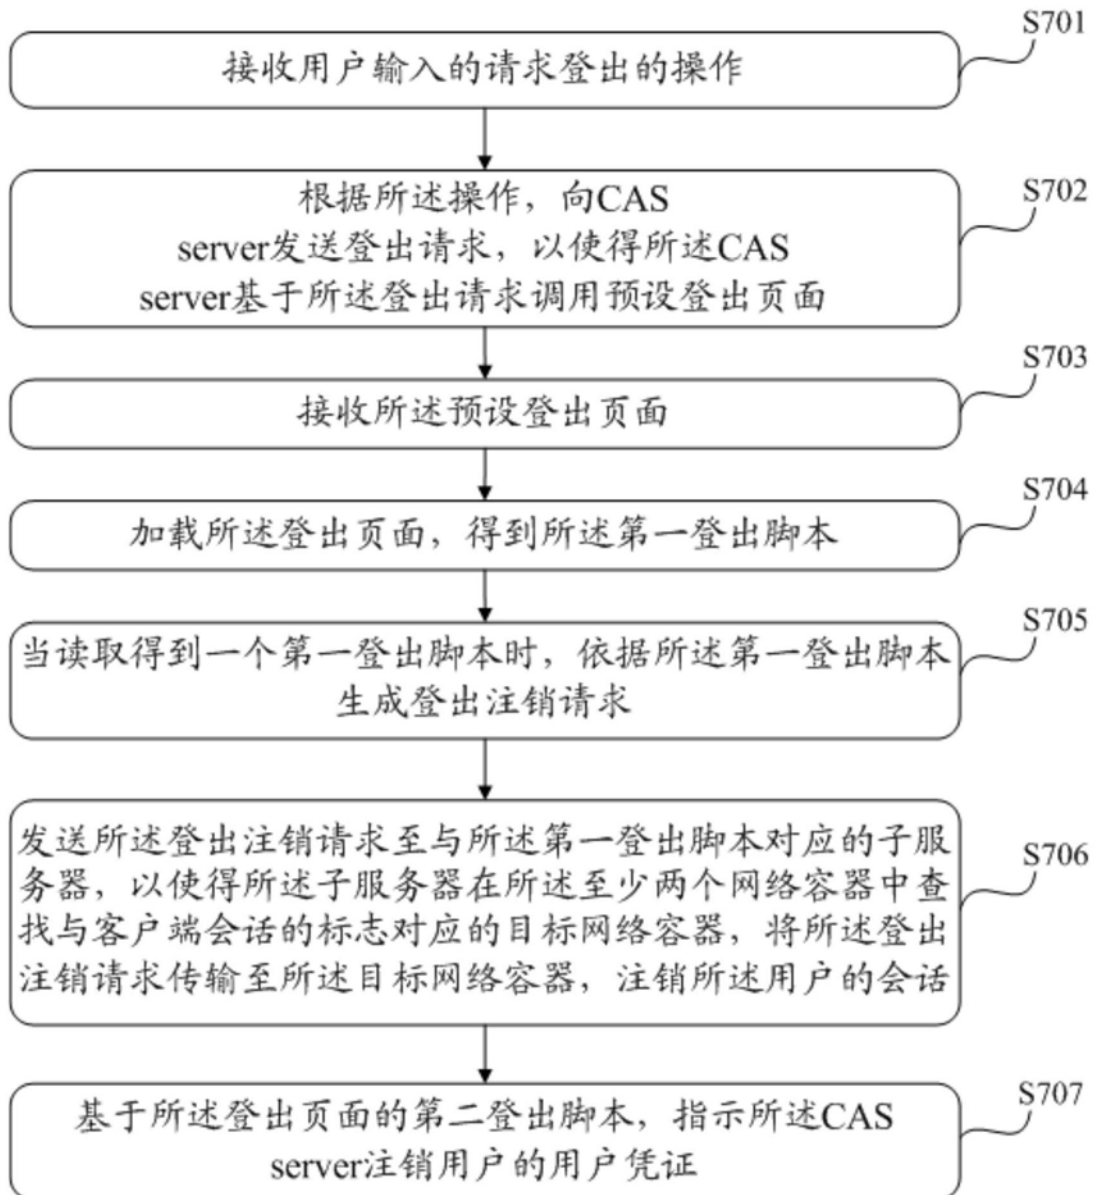 S701
接收用户输入的请求登出的操作
S702
根据所述操作，向CAS
server发送登出请求，以使得所述CAS
server基于所述登出请求调用预设登出页面
S703
接收所述预设登出页面
S704
加载所述登出页面，得到所述第一登出脚本
S705
当读取得到一个第一登出脚本时，依据所述第一登出脚本
生成登出注销请求
S706
发送所述登出注销请求至与所述第一登出脚本对应的子服
务器，以使得所述子服务器在所述至少两个网络容器中查
找与客户端会话的标志对应的目标网络容器，将所述登出
注销请求传输至所述目标网络容器，注销所述用户的会话
S707
基于所述登出页面的第二登出脚本，指示所述CAS
server注销用户的用户凭证